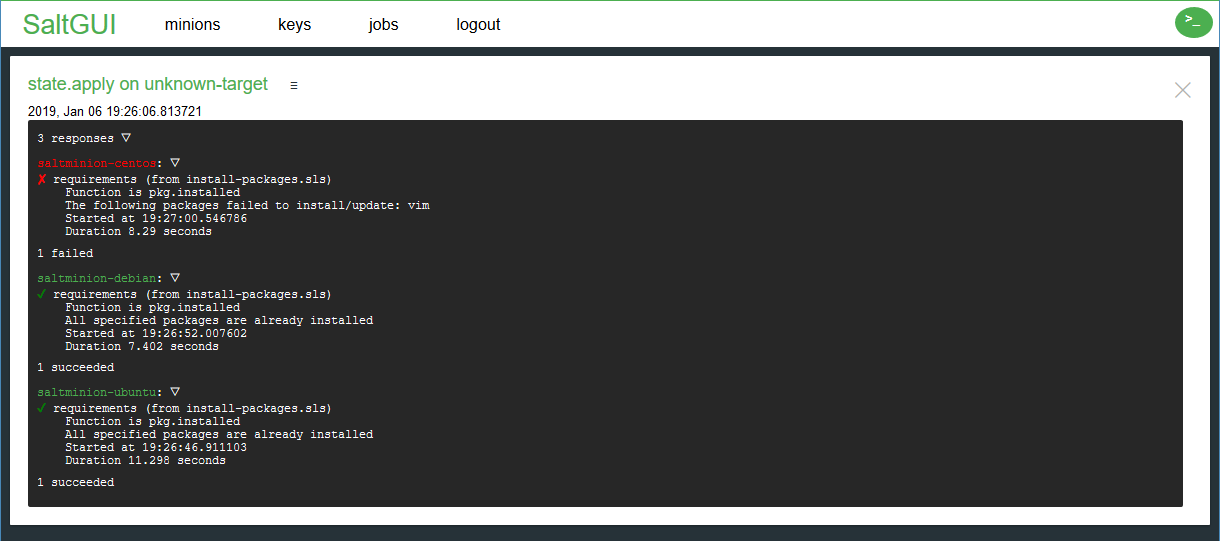 SaltGUI minions keys jobs logout >_
state.apply on unknown-target ≡
2019, Jan 06 19:26:06.813721
3 responses ▽
saltminion-centos: ▽
✘ requirements (from install-packages.sls)
Function is pkg.installed
The following packages failed to install/update: vim
Started at 19:27:00.546786
Duration 8.29 seconds
1 failed
saltminion-debian: ▽
✔ requirements (from install-packages.sls)
Function is pkg.installed
All specified packages are already installed
Started at 19:26:52.007602
Duration 7.402 seconds
1 succeeded
saltminion-ubuntu: ▽
✔ requirements (from install-packages.sls)
Function is pkg.installed
All specified packages are already installed
Started at 19:26:46.911103
Duration 11.298 seconds
1 succeeded